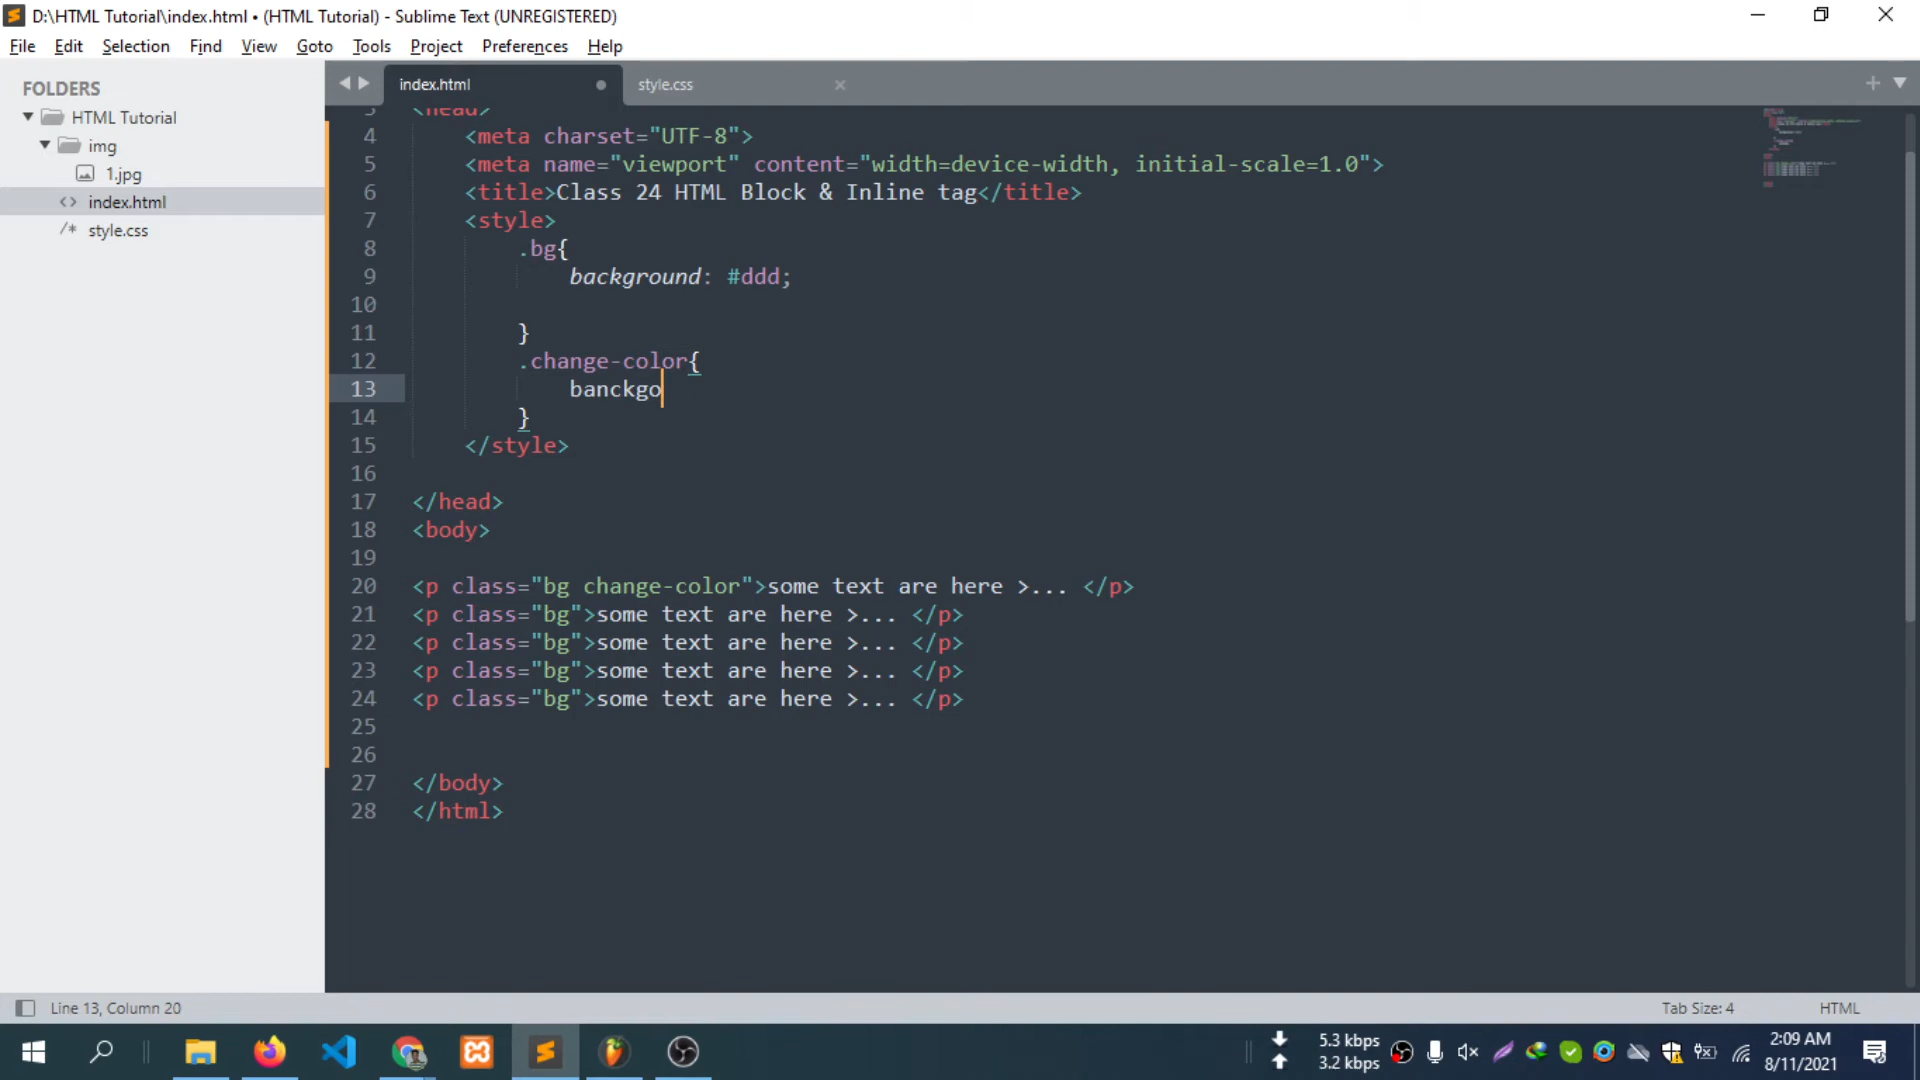 D:\HTML Tutorial\index.html • (HTML Tutorial) - Sublime Text (UNREGISTERED)
File Edit Selection Find View Goto Tools Project Preferences Help
FOLDERS
HTML Tutorial
img
1.jpg
index.html
style.css
index.html
style.css
3 <head>
4 <meta charset="UTF-8">
5 <meta name="viewport" content="width=device-width, initial-scale=1.0">
6 <title>Class 24 HTML Block & Inline tag</title>
7 <style>
8 .bg{
9 background: #ddd;
10
11 }
12 .change-color{
13 banckgo
14 }
15 </style>
16
17 </head>
18 <body>
19
20 <p class="bg change-color">some text are here >... </p>
21 <p class="bg">some text are here >... </p>
22 <p class="bg">some text are here >... </p>
23 <p class="bg">some text are here >... </p>
24 <p class="bg">some text are here >... </p>
25
26
27 </body>
28 </html>
Line 13, Column 20
Tab Size: 4
HTML
5.3 kbps
3.2 kbps
2:09 AM
8/11/2021